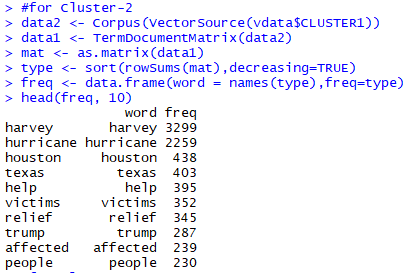 > #for Cluster-2
> data2 <- Corpus(VectorSource(vdata$CLUSTER1))
> data1 <- TermDocumentMatrix(data2)
> mat <- as.matrix(data1)
> type <- sort(rowSums(mat),decreasing=TRUE)
> freq <- data.frame(word = names(type),freq=type)
> head(freq, 10)
word freq
harvey harvey 3299
hurricane hurricane 2259
houston houston 438
texas texas 403
help help 395
victims victims 352
relief relief 345
trump trump 287
affected affected 239
people people 230